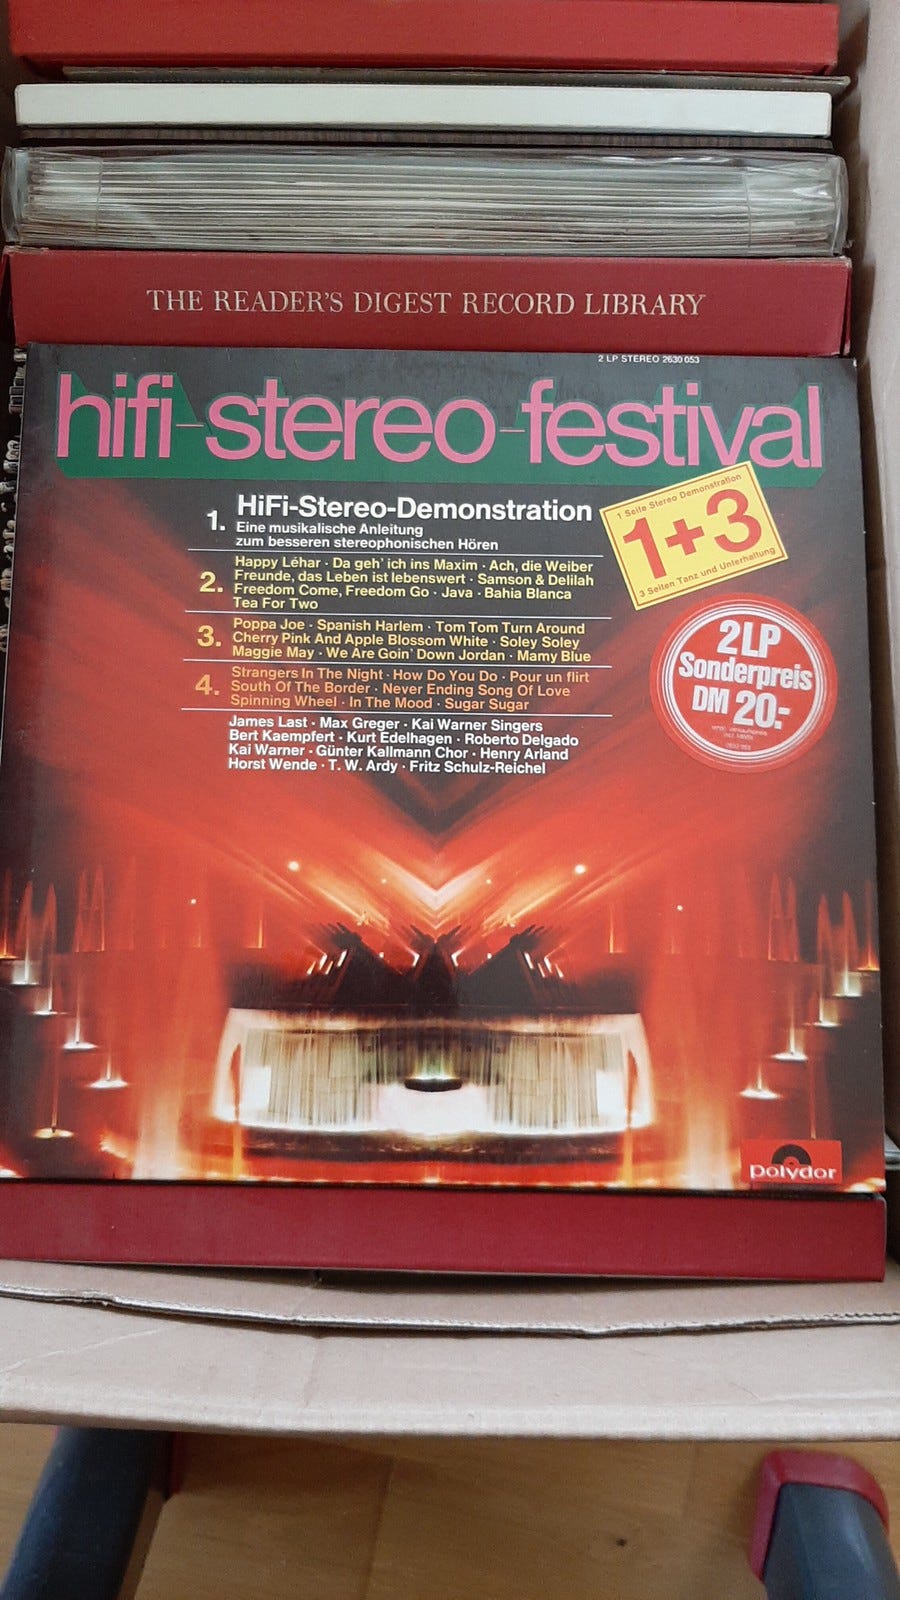 THE READER'S DIGEST RECORD LIBRARY
2 LP STEREO 2630 053
hifi-stereo-festival
1. HiFi-Stereo-Demonstration
Eine musikalische Anleitung
zum besseren stereophonischen Hören
1 Seite Stereo Demonstration
1+3
3 Seiten Tanz und Unterhaltung
2. Happy Léhar · Da geh' ich ins Maxim · Ach, die Weiber
Freunde, das Leben ist lebenswert · Samson & Delilah
Freedom Come, Freedom Go · Java · Bahia Blanca
Tea For Two
3. Poppa Joe · Spanish Harlem · Tom Tom Turn Around
Cherry Pink And Apple Blossom White · Soley Soley
Maggie May · We Are Goin' Down Jordan · Mamy Blue
2 LP
Sonderpreis
DM 20.-
4. Strangers In The Night · How Do You Do · Pour un flirt
South Of The Border · Never Ending Song Of Love
Spinning Wheel · In The Mood · Sugar Sugar
James Last · Max Greger · Kai Warner Singers
Bert Kaempfert · Kurt Edelhagen · Roberto Delgado
Kai Warner · Günter Kallmann Chor · Henry Arland
Horst Wende · T. W. Ardy · Fritz Schulz-Reichel
polydor